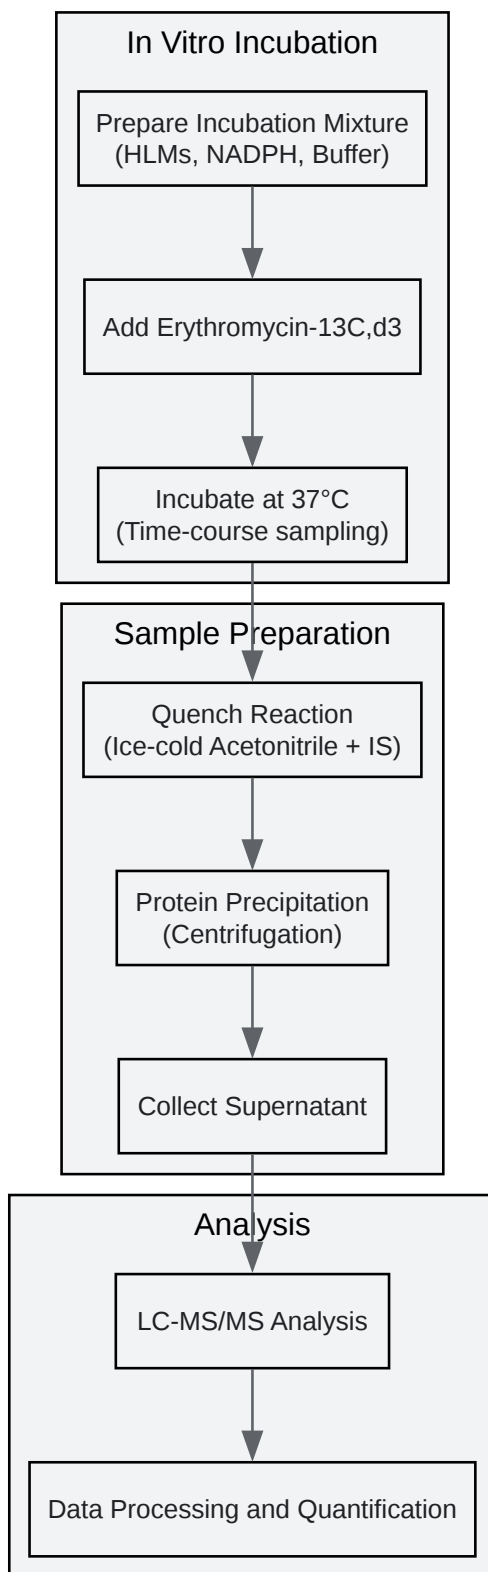 In Vitro Incubation
Prepare Incubation Mixture
(HLMs, NADPH, Buffer)
Add Erythromycin-13C,d3
Incubate at 37°C
(Time-course sampling)
Sample Preparation
Quench Reaction
(Ice-cold Acetonitrile + IS)
Protein Precipitation
(Centrifugation)
Collect Supernatant
Analysis
LC-MS/MS Analysis
Data Processing and Quantification